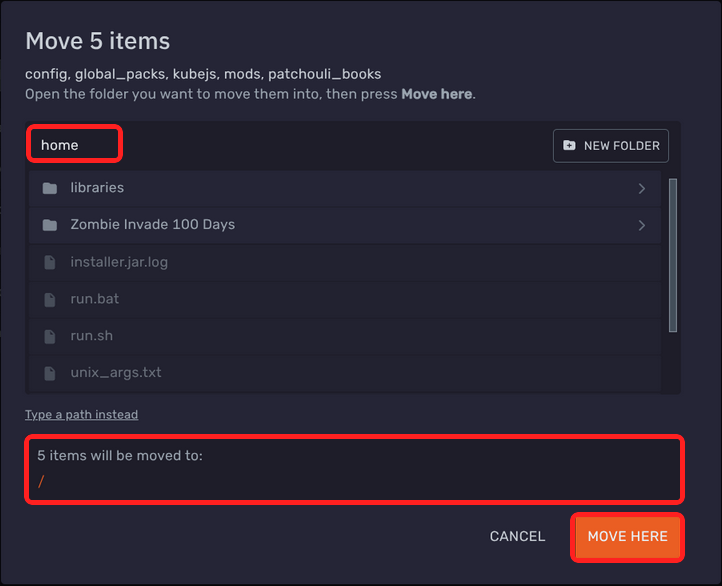 Move 5 items
config, global_packs, kubejs, mods, patchouli_books
Open the folder you want to move them into, then press Move here.
home
NEW FOLDER
libraries
Zombie Invade 100 Days
installer.jar.log
run.bat
run.sh
unix_args.txt
Type a path instead
5 items will be moved to:
/
CANCEL
MOVE HERE